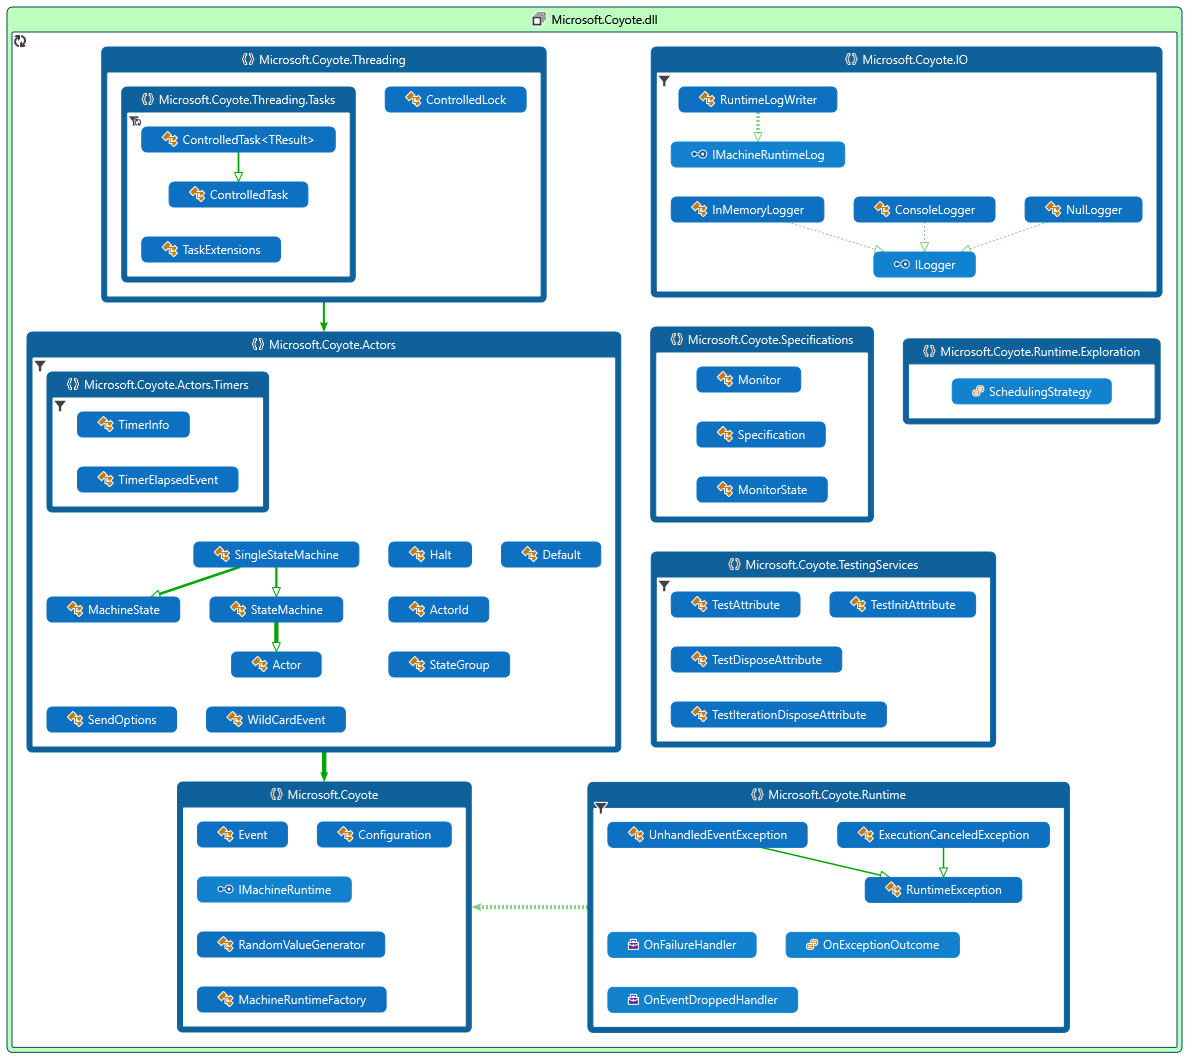 Microsoft.Coyote.dll
Microsoft.Coyote.Threading
Microsoft.Coyote.Threading.Tasks
ControlledTask<TResult>
ControlledTask
TaskExtensions
ControlledLock
Microsoft.Coyote.IO
RuntimeLogWriter
IMachineRuntimeLog
InMemoryLogger
ConsoleLogger
NulLogger
ILogger
Microsoft.Coyote.Actors
Microsoft.Coyote.Actors.Timers
TimerInfo
TimerElapsedEvent
SingleStateMachine
Halt
Default
MachineState
StateMachine
ActorId
Actor
StateGroup
SendOptions
WildCardEvent
Microsoft.Coyote.Specifications
Monitor
Specification
MonitorState
Microsoft.Coyote.Runtime.Exploration
SchedulingStrategy
Microsoft.Coyote.TestingServices
TestAttribute
TestInitAttribute
TestDisposeAttribute
TestIterationDisposeAttribute
Microsoft.Coyote
Event
Configuration
IMachineRuntime
RandomValueGenerator
MachineRuntimeFactory
Microsoft.Coyote.Runtime
UnhandledEventException
ExecutionCanceledException
RuntimeException
OnFailureHandler
OnExceptionOutcome
OnEventDroppedHandler